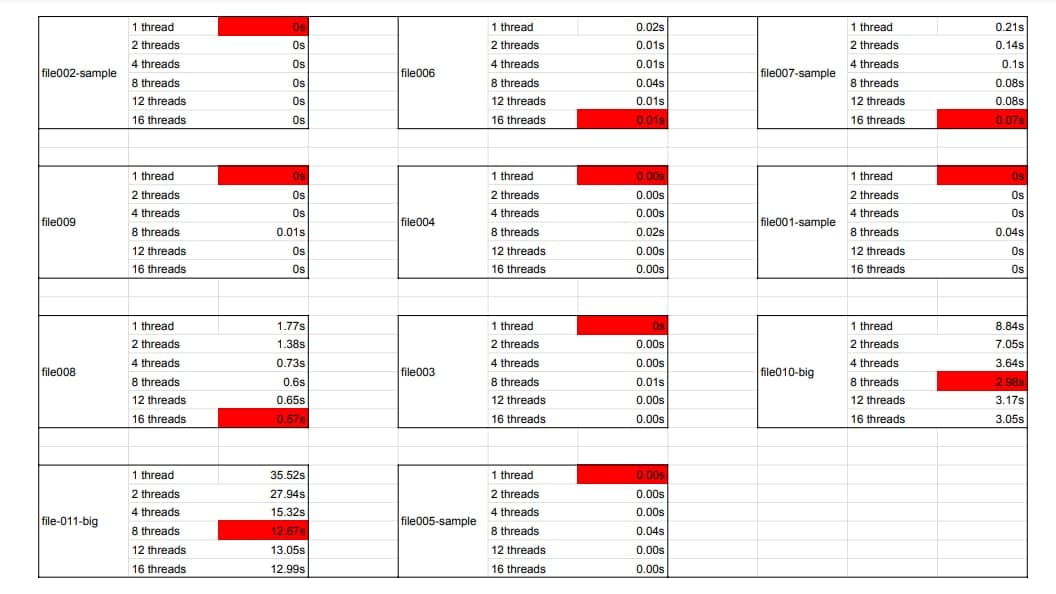 1 thread 0s 1 thread 0.02s 1 thread 0.21s
2 threads 0s 2 threads 0.01s 2 threads 0.14s
file002-sample 4 threads 0s file006 4 threads 0.01s file007-sample 4 threads 0.1s
8 threads 0s 8 threads 0.04s 8 threads 0.08s
12 threads 0s 12 threads 0.01s 12 threads 0.08s
16 threads 0s 16 threads 0.01s 16 threads 0.07s
1 thread 0s 1 thread 0.00s 1 thread 0s
2 threads 0s 2 threads 0.00s 2 threads 0s
file009 4 threads 0s file004 4 threads 0.00s file001-sample 4 threads 0s
8 threads 0.01s 8 threads 0.02s 8 threads 0.04s
12 threads 0s 12 threads 0.00s 12 threads 0s
16 threads 0s 16 threads 0.00s 16 threads 0s
1 thread 1.77s 1 thread 0s 1 thread 8.84s
2 threads 1.38s 2 threads 0.00s 2 threads 7.05s
file008 4 threads 0.73s file003 4 threads 0.00s file010-big 4 threads 3.64s
8 threads 0.6s 8 threads 0.01s 8 threads 2.98s
12 threads 0.65s 12 threads 0.00s 12 threads 3.17s
16 threads 0.57s 16 threads 0.00s 16 threads 3.05s
1 thread 35.52s 1 thread 0.00s
2 threads 27.94s 2 threads 0.00s
file-011-big 4 threads 15.32s file005-sample 4 threads 0.00s
8 threads 12.67s 8 threads 0.04s
12 threads 13.05s 12 threads 0.00s
16 threads 12.99s 16 threads 0.00s